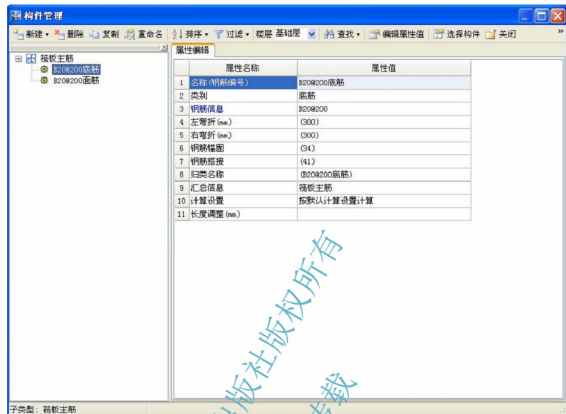 构件管理
新建 删除 复制 重命名 排序 过滤 楼层 基础层 查找 编辑属性值 选择构件 关闭 »
筏板主筋
B20@200底筋
B20@200面筋
属性编辑
属性名称 属性值
1 名称(钢筋编号) B20@200底筋
2 类别 底筋
3 钢筋信息 B20@200
4 左弯折(mm) (300)
5 右弯折(mm) (300)
6 钢筋锚固 (34)
7 钢筋搭接 (41)
8 归类名称 (B20@200底筋)
9 汇总信息 筏板主筋
10 计算设置 按默认计算设置计算
11 长度调整(mm)
出版社版权所有
子类型: 筏板主筋